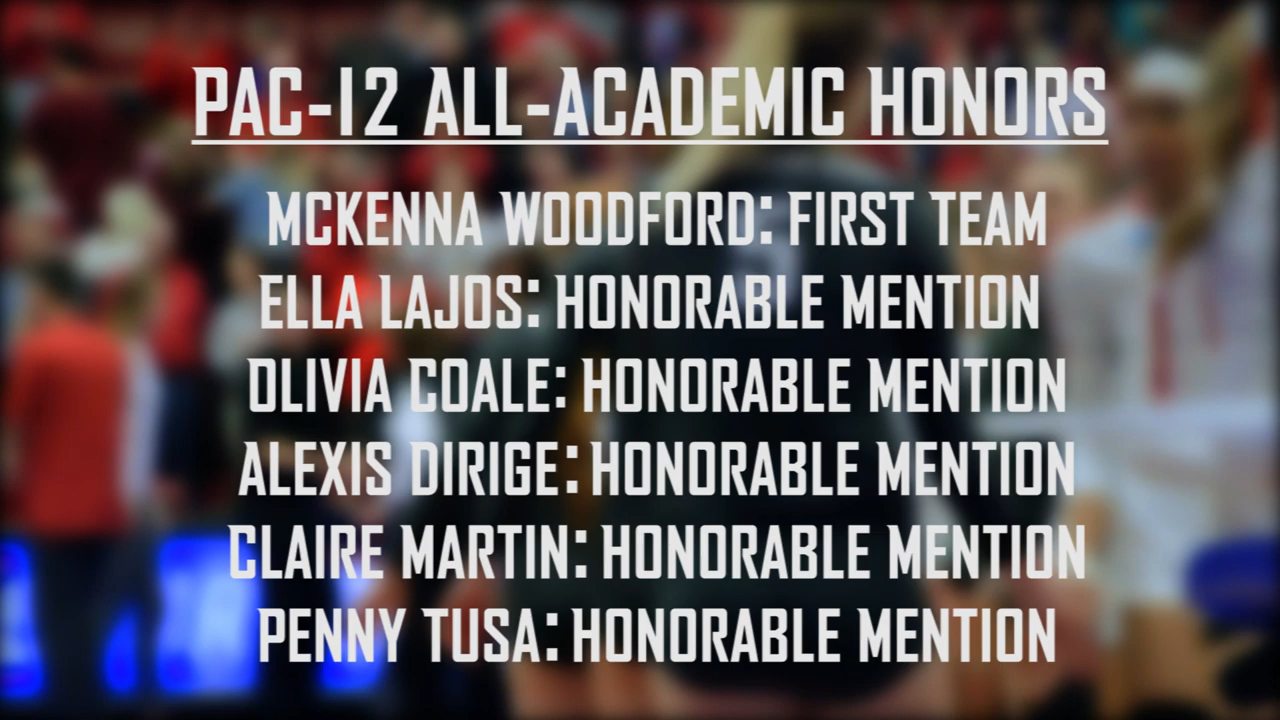 PAC-12 ALL-ACADEMIC HONORS
MCKENNA WOODFORD: FIRST TEAM
ELLA LAJOS: HONORABLE MENTION
OLIVIA COALE: HONORABLE MENTION
ALEXIS DIRIGE: HONORABLE MENTION
CLAIRE MARTIN: HONORABLE MENTION
PENNY TUSA: HONORABLE MENTION